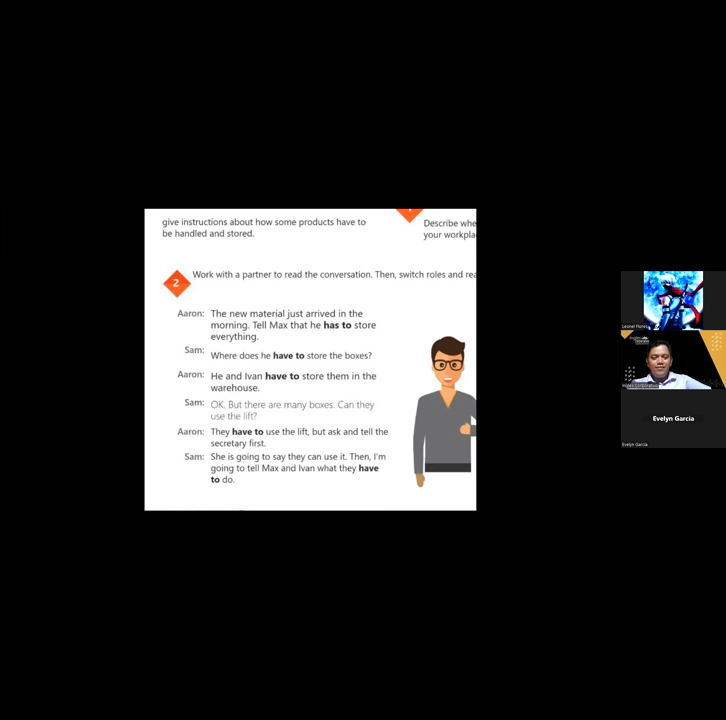 give instructions about how some products have to
be handled and stored.
Describe whe
your workpla
2
Work with a partner to read the conversation. Then, switch roles and rea
Aaron: The new material just arrived in the
morning. Tell Max that he has to store
everything.
Sam: Where does he have to store the boxes?
Aaron: He and Ivan have to store them in the
warehouse.
Sam: OK. But there are many boxes. Can they
use the lift?
Aaron: They have to use the lift, but ask and tell the
secretary first.
Sam: She is going to say they can use it. Then, I'm
going to tell Max and Ivan what they have
to do.
Leonel Flores
Evelyn Garcia
Evelyn Garcia